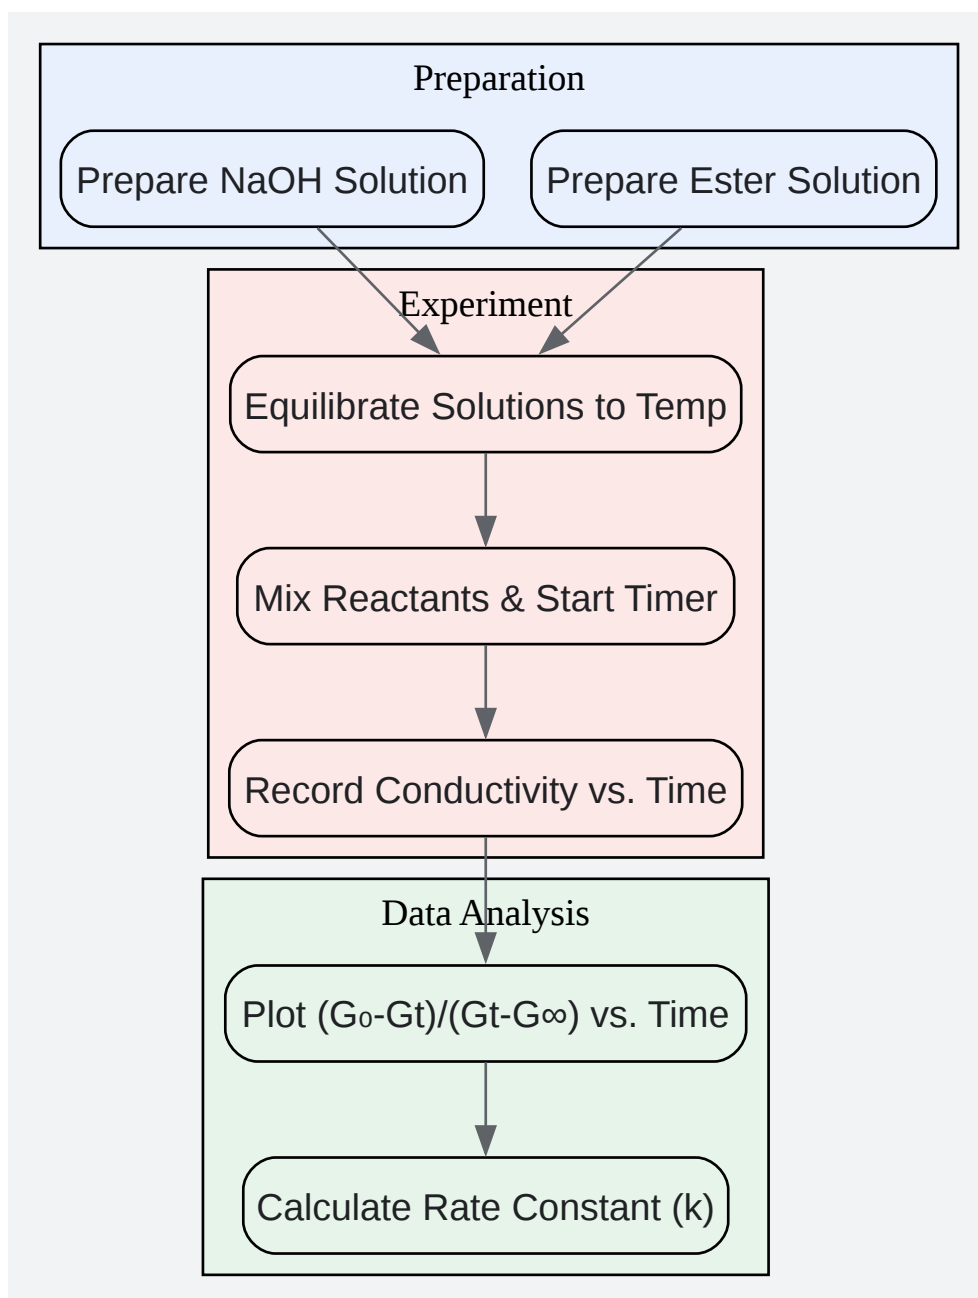 Preparation
Prepare NaOH Solution
Prepare Ester Solution
Experiment
Equilibrate Solutions to Temp
Mix Reactants & Start Timer
Record Conductivity vs. Time
Data Analysis
Plot (G₀-Gt)/(Gt-G∞) vs. Time
Calculate Rate Constant (k)